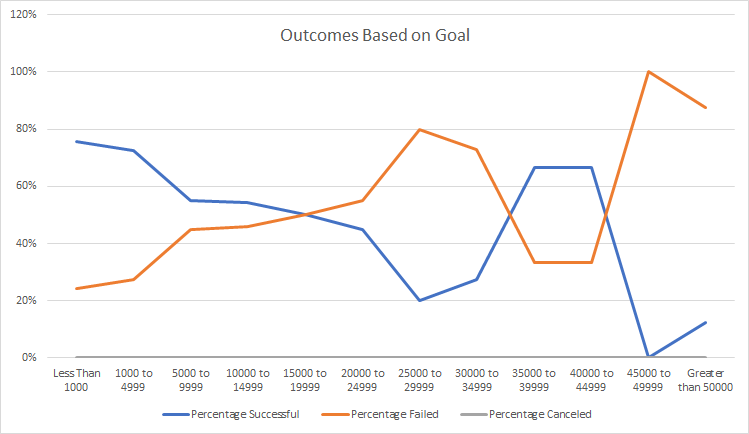 Outcomes Based on Goal
120%
100%
80%
60%
40%
20%
0%
Less Than 1000
1000 to 4999
5000 to 9999
10000 to 14999
15000 to 19999
20000 to 24999
25000 to 29999
30000 to 34999
35000 to 39999
40000 to 44999
45000 to 49999
Greater than 50000
Percentage Successful
Percentage Failed
Percentage Canceled